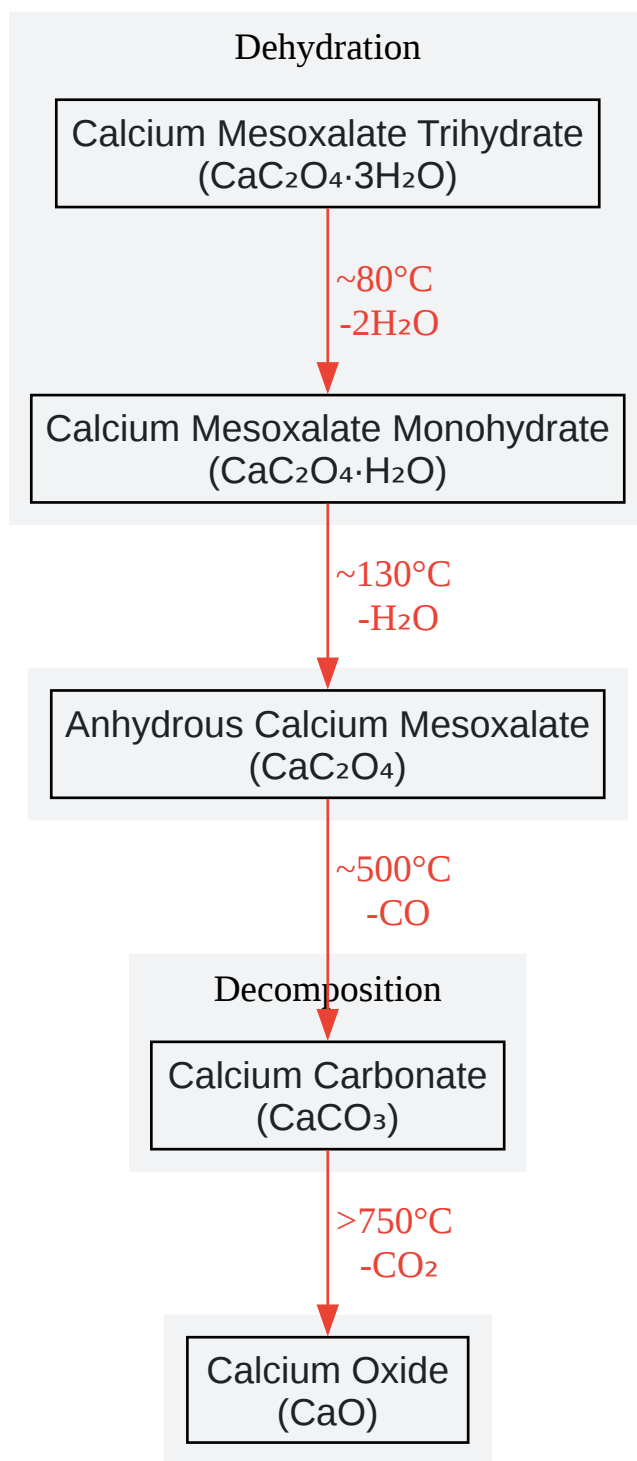 Dehydration
Calcium Mesoxalate Trihydrate
(CaC₂O₄·3H₂O)
~80°C
-2H₂O
Calcium Mesoxalate Monohydrate
(CaC₂O₄·H₂O)
~130°C
-H₂O
Anhydrous Calcium Mesoxalate
(CaC₂O₄)
~500°C
-CO
Decomposition
Calcium Carbonate
(CaCO₃)
>750°C
-CO₂
Calcium Oxide
(CaO)